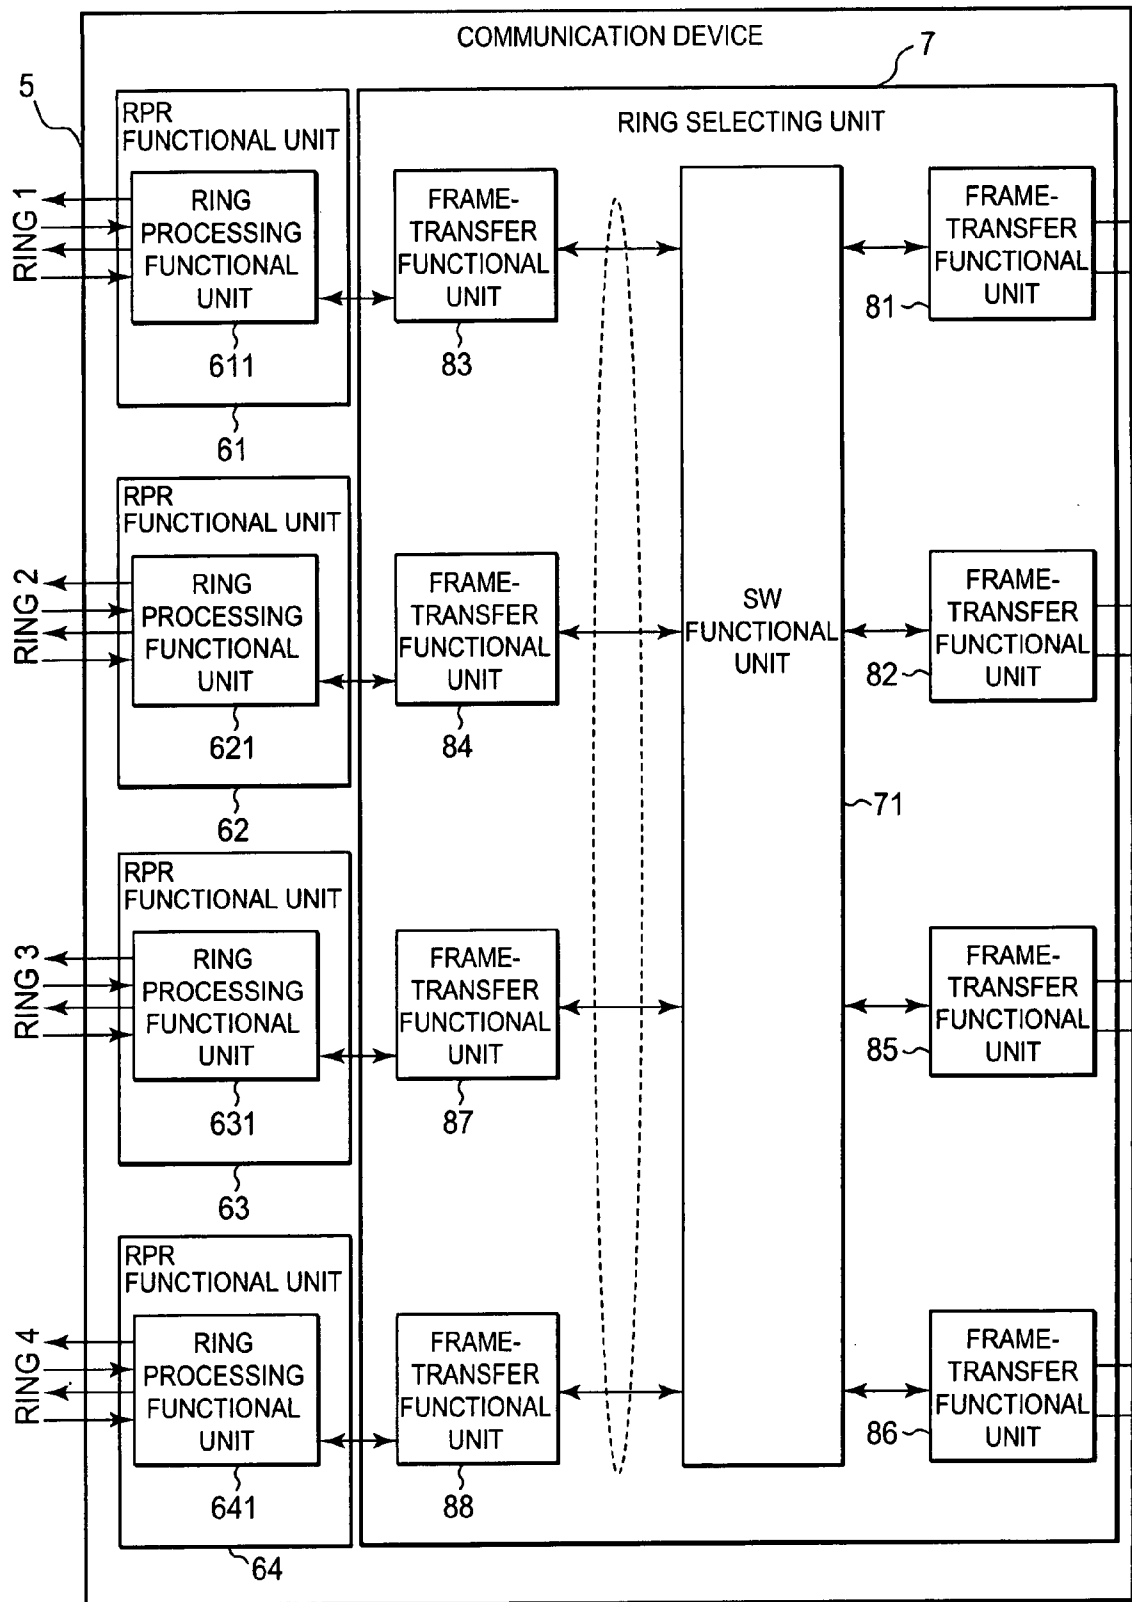 COMMUNICATION DEVICE
7
5
RPR
FUNCTIONAL UNIT
RING SELECTING UNIT
RING 1
RING
PROCESSING
FUNCTIONAL
UNIT
FRAME-
TRANSFER
FUNCTIONAL
UNIT
FRAME-
TRANSFER
FUNCTIONAL
UNIT
81
611
83
61
RPR
FUNCTIONAL UNIT
RING 2
RING
PROCESSING
FUNCTIONAL
UNIT
FRAME-
TRANSFER
FUNCTIONAL
UNIT
SW
FUNCTIONAL
UNIT
FRAME-
TRANSFER
FUNCTIONAL
UNIT
82
621
84
71
62
RPR
FUNCTIONAL UNIT
RING 3
RING
PROCESSING
FUNCTIONAL
UNIT
FRAME-
TRANSFER
FUNCTIONAL
UNIT
FRAME-
TRANSFER
FUNCTIONAL
UNIT
85
631
87
63
RPR
FUNCTIONAL UNIT
RING 4
RING
PROCESSING
FUNCTIONAL
UNIT
FRAME-
TRANSFER
FUNCTIONAL
UNIT
FRAME-
TRANSFER
FUNCTIONAL
UNIT
86
641
88
64